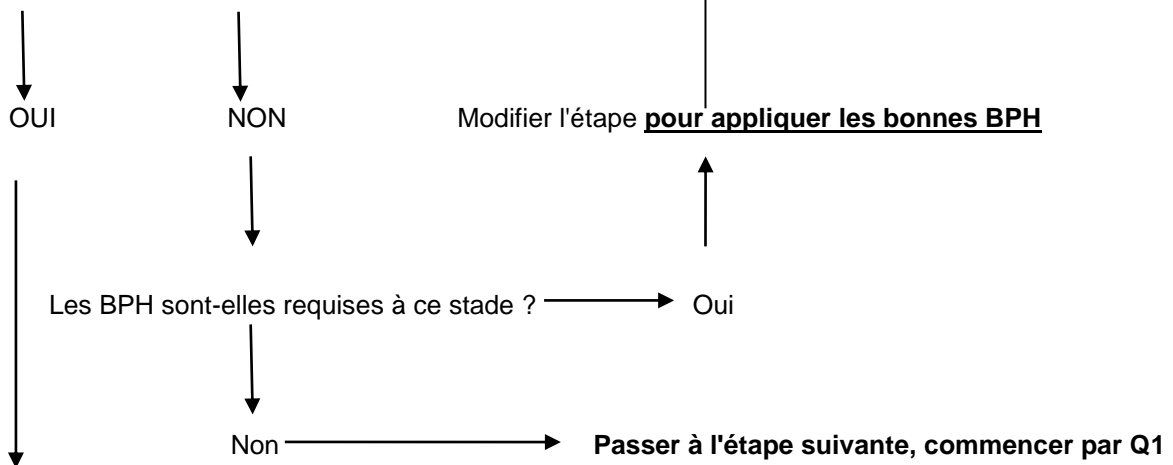 OUI NON Modifier l'étape pour appliquer les bonnes BPH
Les BPH sont-elles requises à ce stade ? Oui
Non Passer à l'étape suivante, commencer par Q1